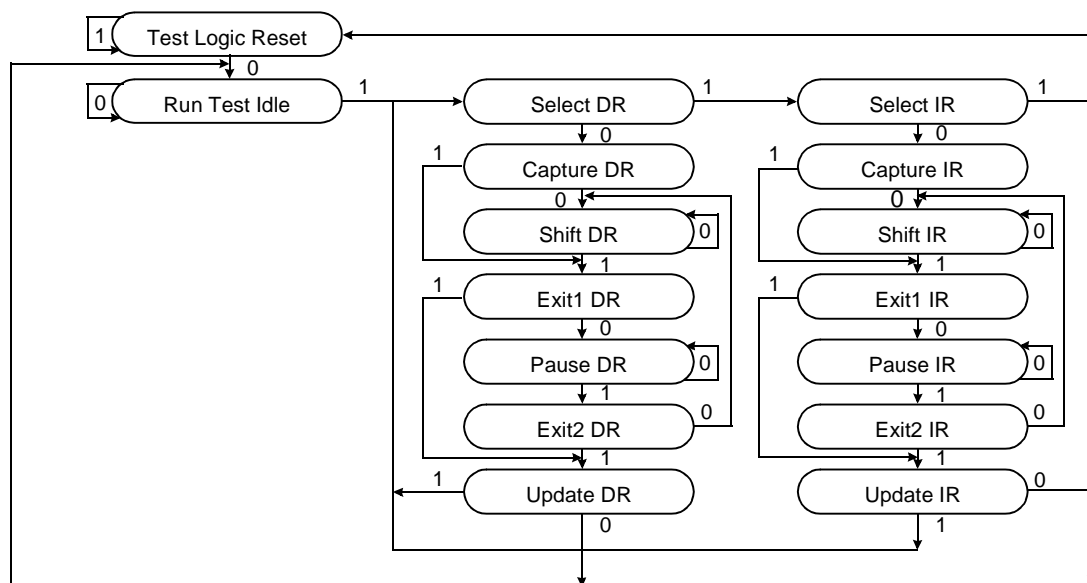 Test Logic Reset
1
0
Run Test Idle
0
1
Select DR
1
Select IR
1
0
0
1
Capture DR
1
Capture IR
0
0
Shift DR
0
Shift IR
0
1
1
1
Exit1 DR
1
Exit1 IR
0
0
Pause DR
0
Pause IR
0
1
1
Exit2 DR
0
Exit2 IR
0
1
1
1
Update DR
Update IR
0
0
1